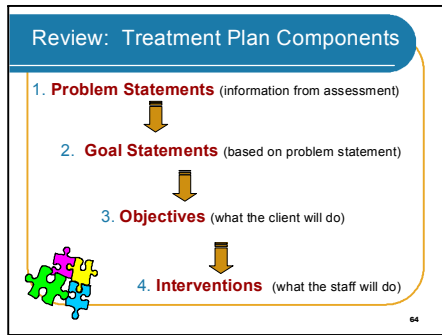 Review: Treatment Plan Components
1. Problem Statements (information from assessment)
2. Goal Statements (based on problem statement)
3. Objectives (what the client will do)
4. Interventions (what the staff will do)
64